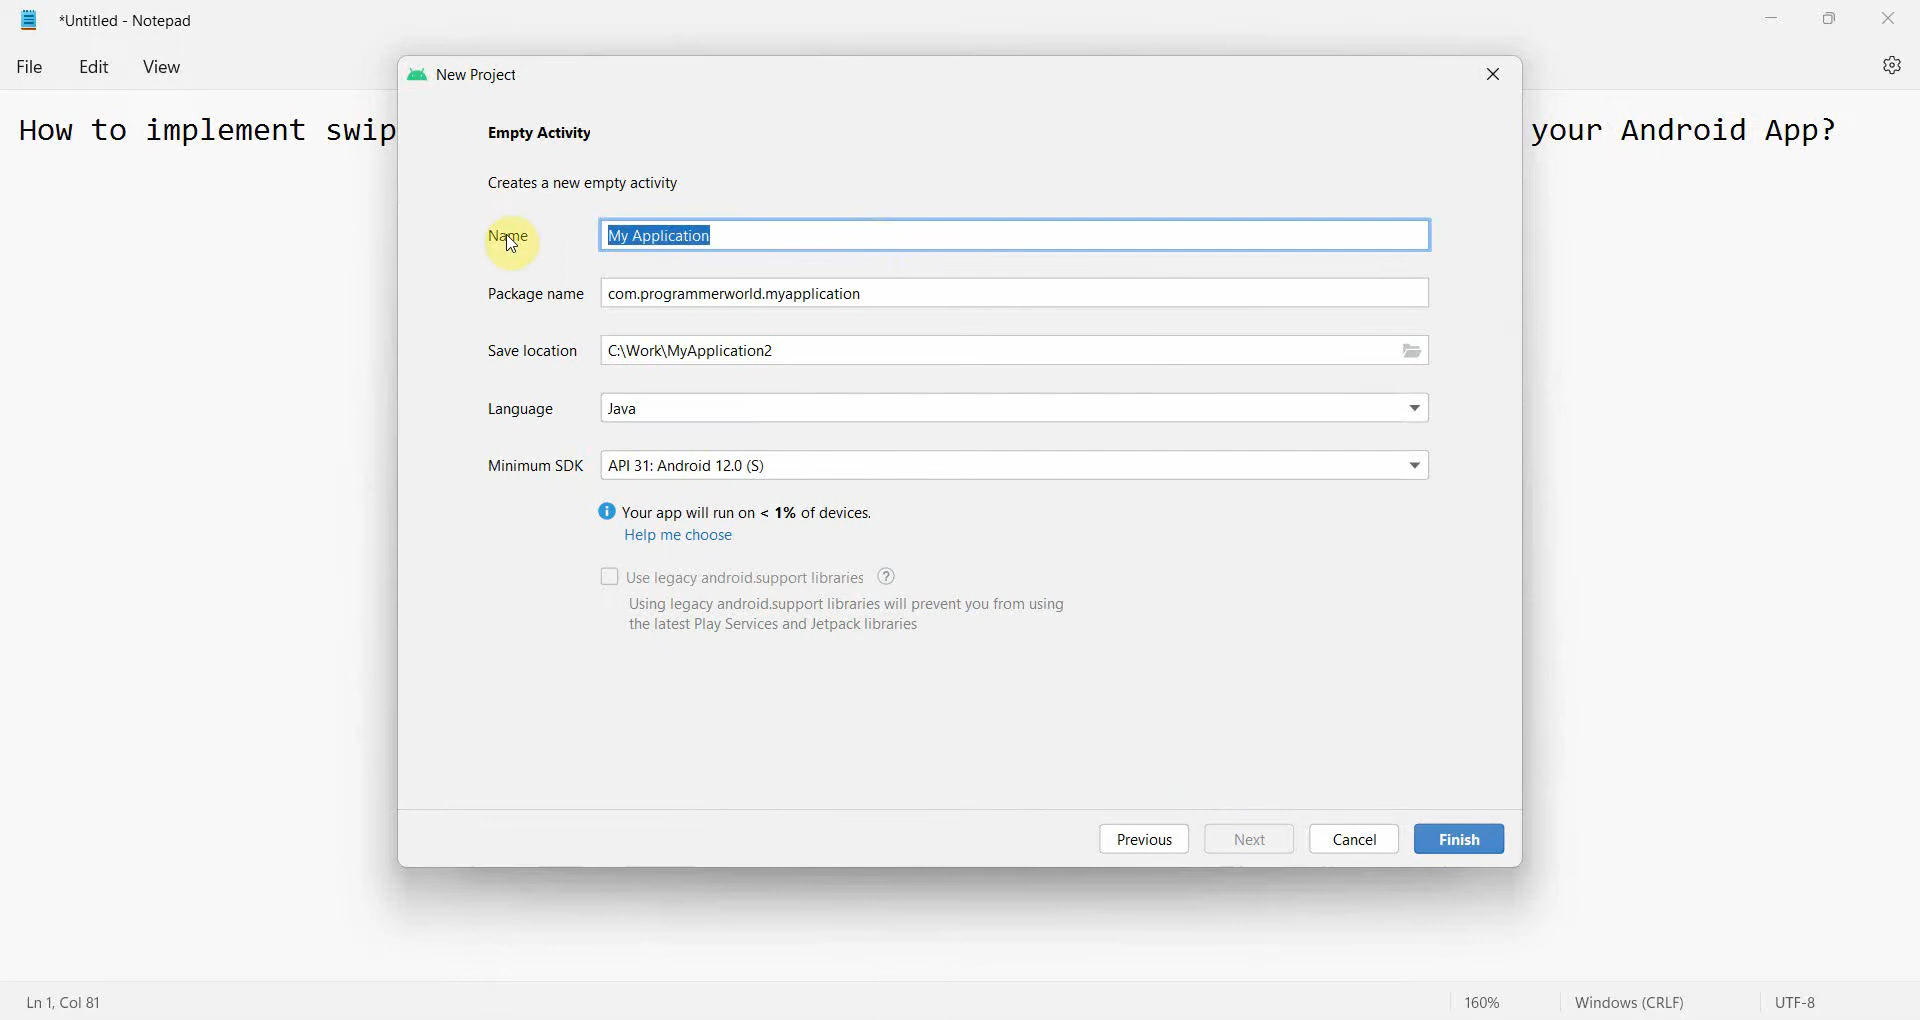 *Untitled - Notepad
File Edit View
New Project
How to implement swip your Android App?
Empty Activity
Creates a new empty activity
Name My Application
Package name com.programmerworld.myapplication
Save location C:\Work\MyApplication2
Language Java
Minimum SDK API 31: Android 12.0 (S)
Your app will run on < 1% of devices.
Help me choose
Use legacy android.support libraries ?
Using legacy android.support libraries will prevent you from using
the latest Play Services and Jetpack libraries
Previous Next Cancel Finish
Ln 1, Col 81 160% Windows (CRLF) UTF-8